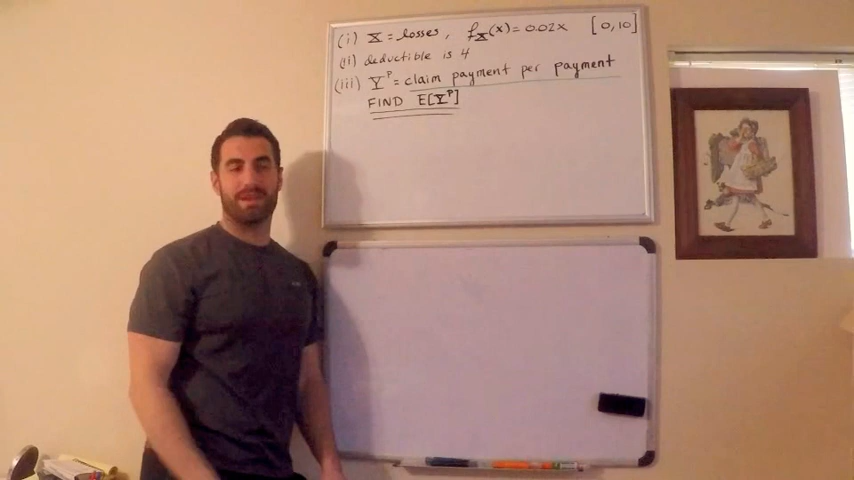 (i) X = losses, f_X(x) = 0.02x [0,10]
(ii) deductible is 4
(iii) Y^P = claim payment per payment
FIND E[Y^P]